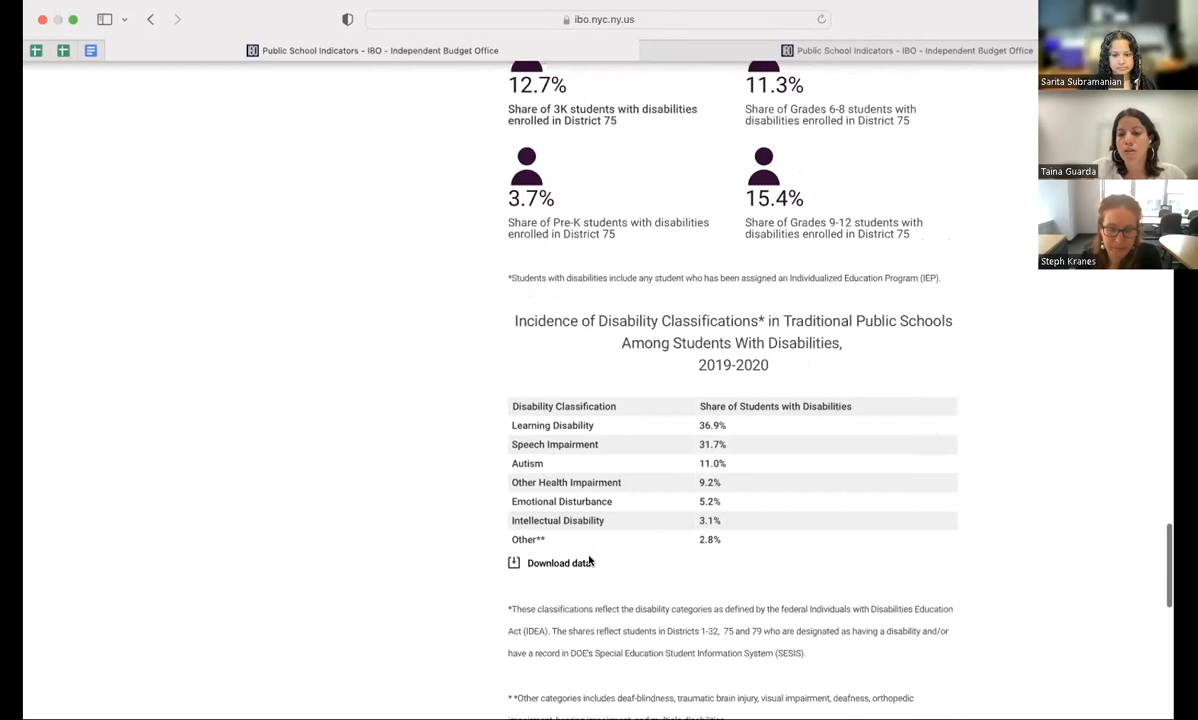 ibo.nyc.ny.us
Public School Indicators - IBO - Independent Budget Office
Public School Indicators - IBO - Independent Budget Office
Sarita Subramanian
Taina Guarda
Steph Kranes
12.7%
Share of 3K students with disabilities
enrolled in District 75
11.3%
Share of Grades 6-8 students with
disabilities enrolled in District 75
3.7%
Share of Pre-K students with disabilities
enrolled in District 75
15.4%
Share of Grades 9-12 students with
disabilities enrolled in District 75
*Students with disabilities include any student who has been assigned an Individualized Education Program (IEP).
Incidence of Disability Classifications* in Traditional Public Schools
Among Students With Disabilities,
2019-2020
Disability Classification Share of Students with Disabilities
Learning Disability 36.9%
Speech Impairment 31.7%
Autism 11.0%
Other Health Impairment 9.2%
Emotional Disturbance 5.2%
Intellectual Disability 3.1%
Other** 2.8%
Download data
*These classifications reflect the disability categories as defined by the federal Individuals with Disabilities Education
Act (IDEA). The shares reflect students in Districts 1-32, 75 and 79 who are designated as having a disability and/or
have a record in DOE's Special Education Student Information System (SESIS).
* *Other categories includes deaf-blindness, traumatic brain injury, visual impairment, deafness, orthopedic
impairment, hearing impairment, and multiple disabilities.